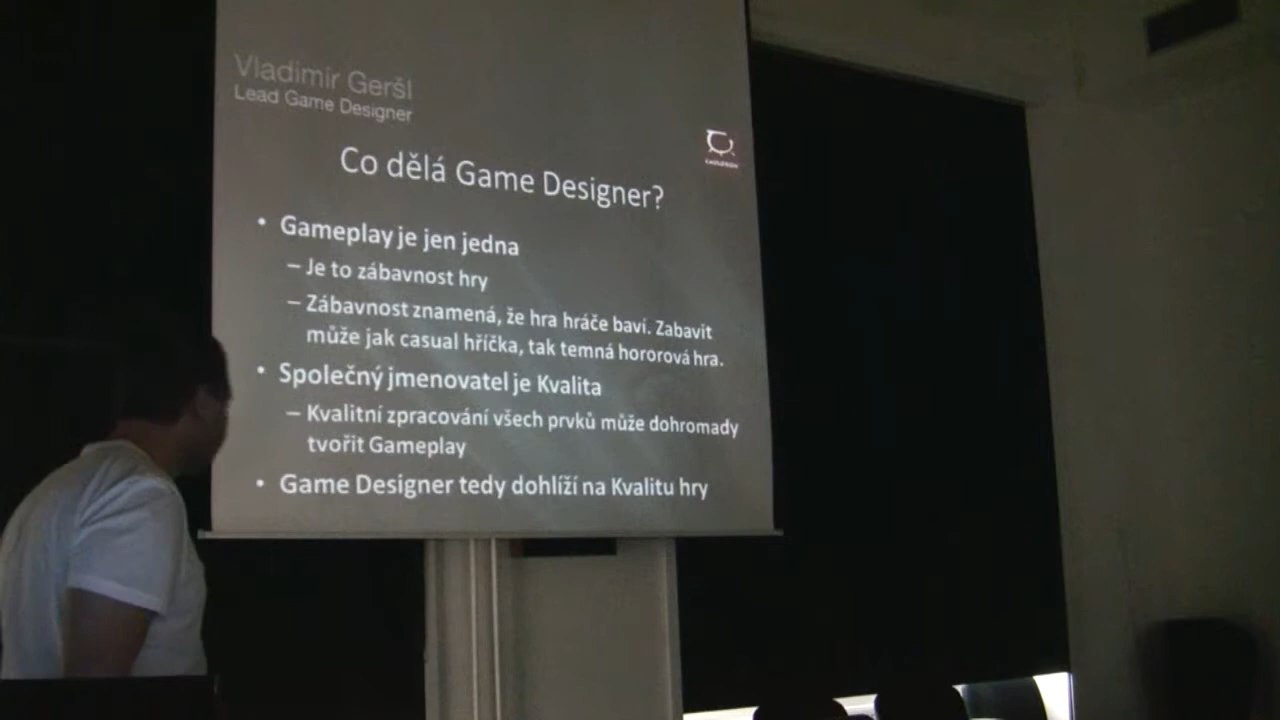 Vladimír Geršl
Lead Game Designer
Co dělá Game Designer?
• Gameplay je jen jedna
– Je to zábavnost hry
– Zábavnost znamená, že hra hráče baví. Zabavit
může jak casual hříčka, tak temná hororová hra.
• Společný jmenovatel je Kvalita
– Kvalitní zpracování všech prvků může dohromady
tvořit Gameplay
• Game Designer tedy dohlíží na Kvalitu hry